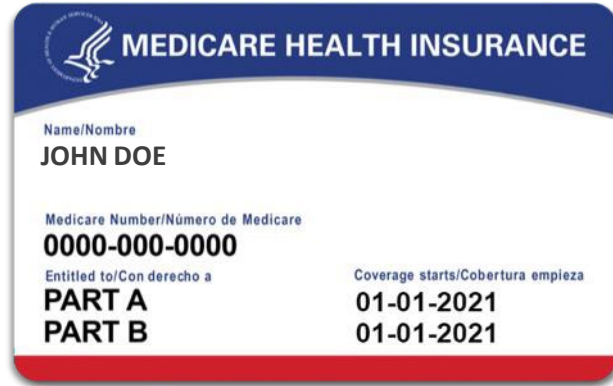 MEDICARE HEALTH INSURANCE
Name/Nombre
JOHN DOE
Medicare Number/Número de Medicare
0000-000-0000
Entitled to/Con derecho a Coverage starts/Cobertura empieza
PART A 01-01-2021
PART B 01-01-2021